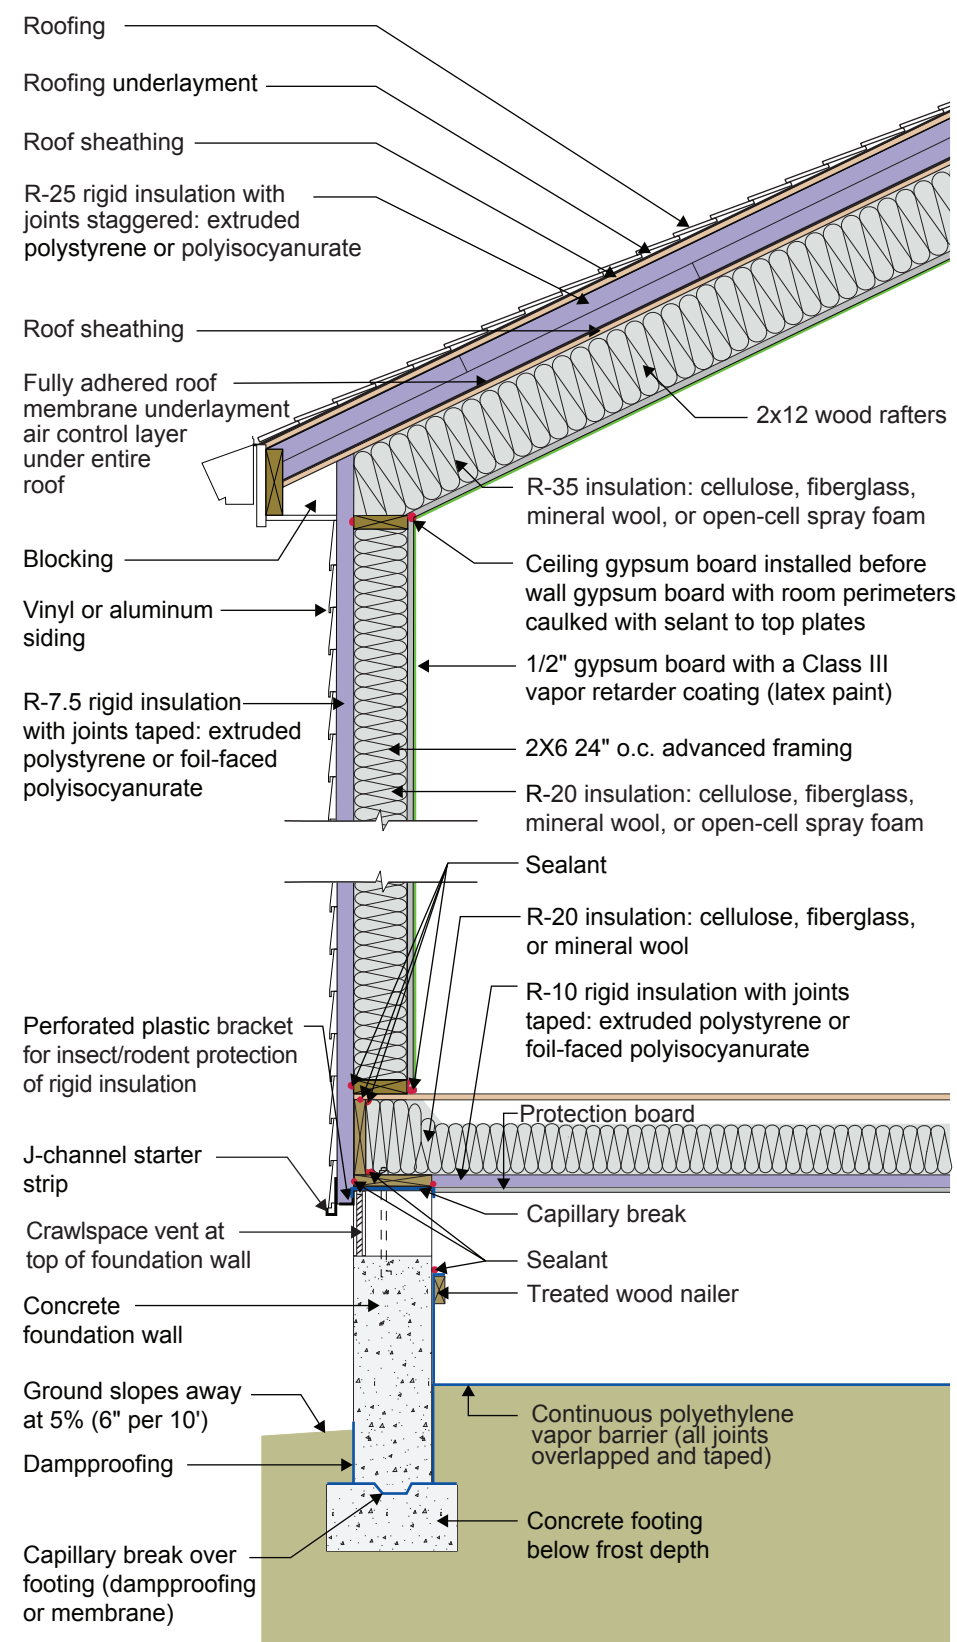 Roofing
Roofing underlayment
Roof sheathing
R-25 rigid insulation with
joints staggered: extruded
polystyrene or polyisocyanurate
Roof sheathing
Fully adhered roof
membrane underlayment
air control layer
under entire
roof
2x12 wood rafters
R-35 insulation: cellulose, fiberglass,
mineral wool, or open-cell spray foam
Blocking
Ceiling gypsum board installed before
wall gypsum board with room perimeters
caulked with selant to top plates
Vinyl or aluminum
siding
1/2" gypsum board with a Class III
vapor retarder coating (latex paint)
R-7.5 rigid insulation
with joints taped: extruded
polystyrene or foil-faced
polyisocyanurate
2X6 24" o.c. advanced framing
R-20 insulation: cellulose, fiberglass,
mineral wool, or open-cell spray foam
Sealant
R-20 insulation: cellulose, fiberglass,
or mineral wool
R-10 rigid insulation with joints
taped: extruded polystyrene or
foil-faced polyisocyanurate
Perforated plastic bracket
for insect/rodent protection
of rigid insulation
Protection board
J-channel starter
strip
Capillary break
Crawlspace vent at
top of foundation wall
Sealant
Treated wood nailer
Concrete
foundation wall
Ground slopes away
at 5% (6" per 10')
Continuous polyethylene
vapor barrier (all joints
overlapped and taped)
Dampproofing
Concrete footing
below frost depth
Capillary break over
footing (dampproofing
or membrane)